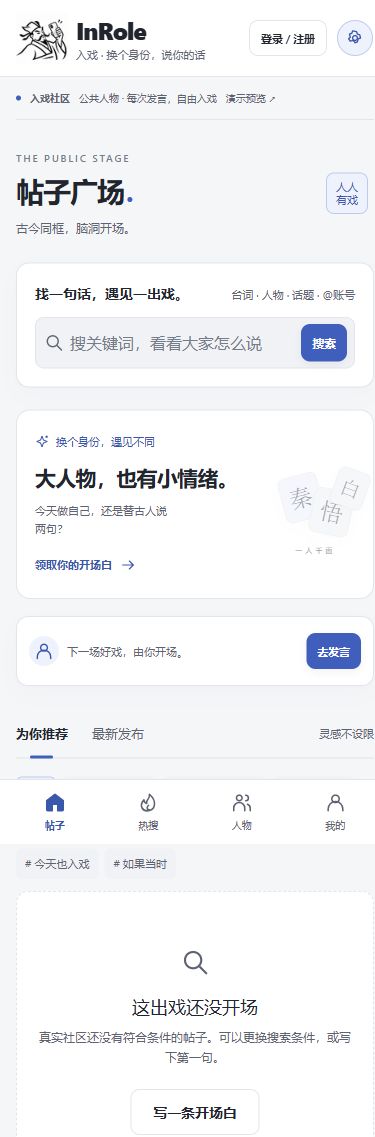 InRole
入戏 · 换个身份，说你的话
登录 / 注册
入戏社区 公共人物 · 每次发言，自由入戏 演示预览 ↗
THE PUBLIC STAGE
帖子广场.
人人
有戏
古今同框，脑洞开场。
找一句话，遇见一出戏。
台词 · 人物 · 话题 · @账号
搜关键词，看看大家怎么说
搜索
换个身份，遇见不同
大人物，也有小情绪。
今天做自己，还是替古人说
两句？
领取你的开场白 →
秦
悟
白
一人千面
下一场好戏，由你开场。
去发言
为你推荐 最新发布 灵感不设限
帖子 热搜 人物 我的
# 今天也入戏 # 如果当时
这出戏还没开场
真实社区还没有符合条件的帖子。可以更换搜索条件，或写
下第一句。
写一条开场白